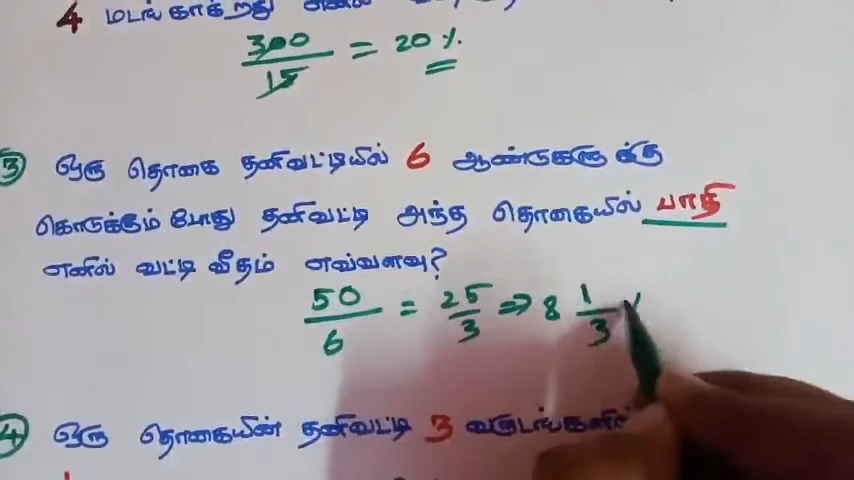 4 மடங்காகிறது எனில்
300/15 = 20%
3 ஒரு தொகை தனிவட்டியில் 6 ஆண்டுகளுக்கு
கொடுக்கும் போது தனிவட்டி அந்த தொகையில் பாதி
எனில் வட்டி வீதம் எவ்வளவு?
50/6 = 25/3 ⇒ 8 1/3
4 ஒரு தொகையின் தனிவட்டி 3 வருடங்களில்